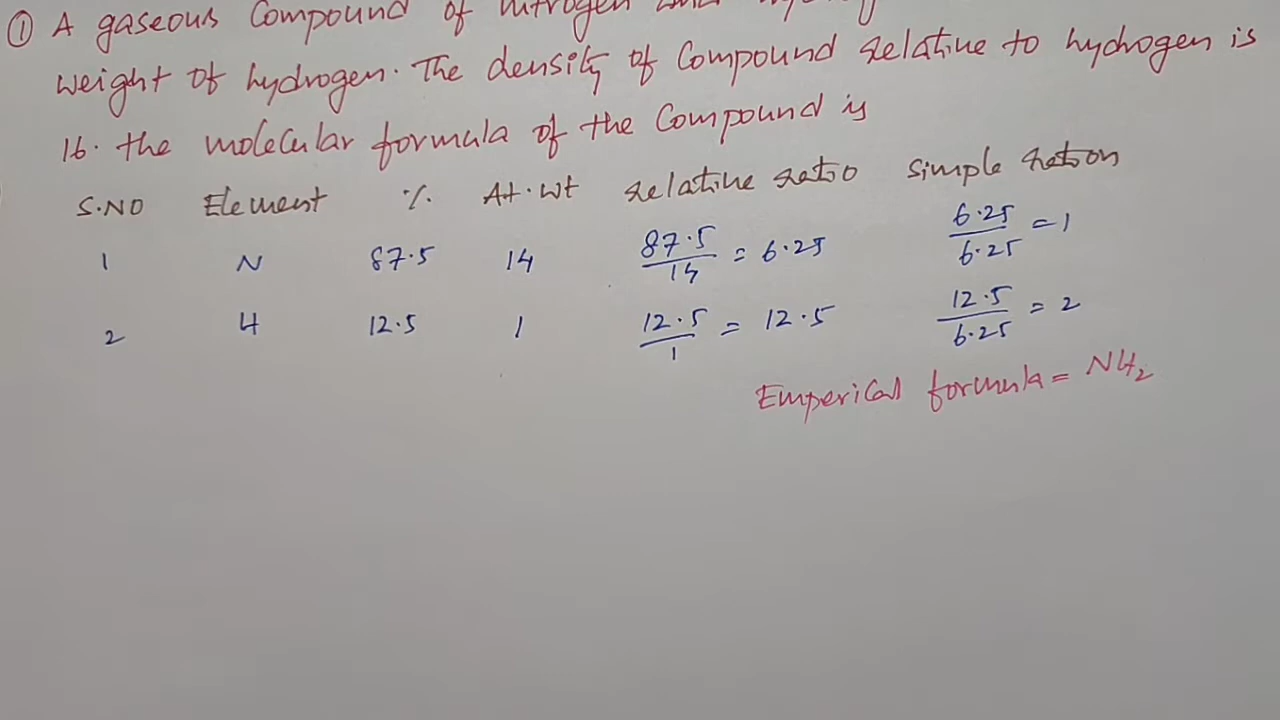 ① A gaseous Compound of nitrogen and
weight of hydrogen. The density of Compound relative to hydrogen is
16. the molecular formula of the Compound is
S.NO Element % At.Wt relative ratio simple ration
1 N 87.5 14 87.5/14 = 6.25 6.25/6.25 = 1
2 H 12.5 1 12.5/1 = 12.5 12.5/6.25 = 2
Emperical formula = NH₂